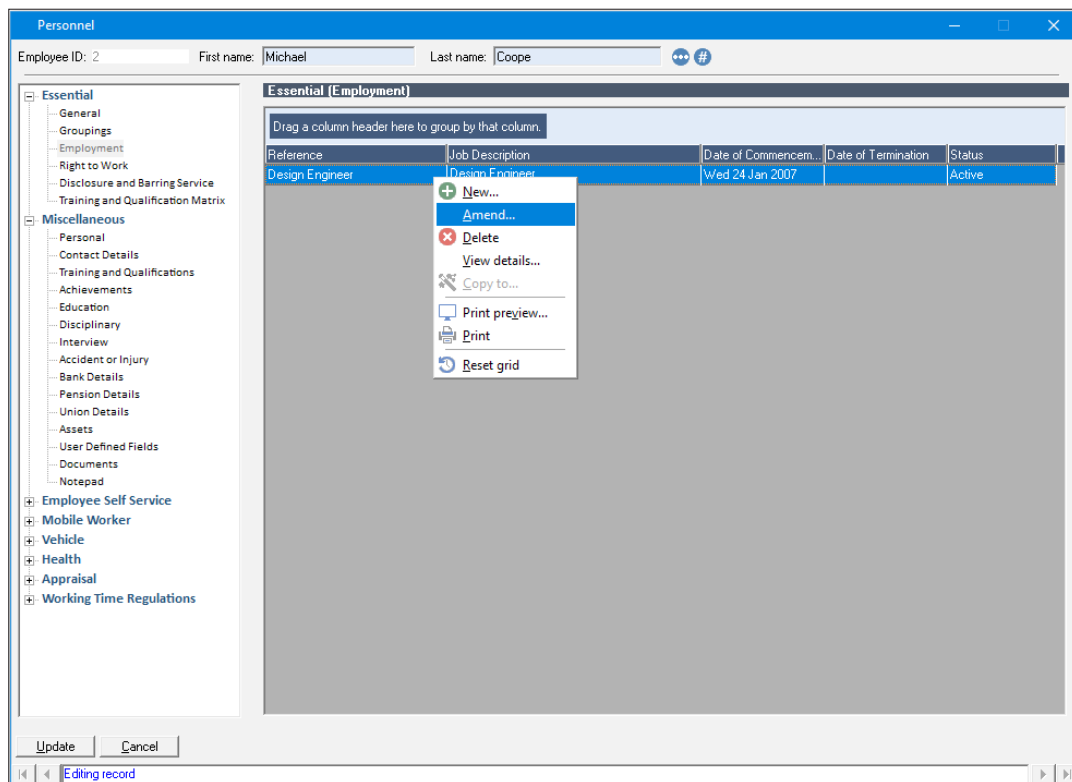 Personnel
Employee ID: 2 First name: Michael Last name: Coope
Essential
General
Groupings
Employment
Right to Work
Disclosure and Barring Service
Training and Qualification Matrix
Miscellaneous
Personal
Contact Details
Training and Qualifications
Achievements
Education
Disciplinary
Interview
Accident or Injury
Bank Details
Pension Details
Union Details
Assets
User Defined Fields
Documents
Notepad
Employee Self Service
Mobile Worker
Vehicle
Health
Appraisal
Working Time Regulations
Essential (Employment)
Drag a column header here to group by that column.
Reference Job Description Date of Commencem... Date of Termination Status
Design Engineer Design Engineer Wed 24 Jan 2007 Active
New...
Amend...
Delete
View details...
Copy to...
Print preview...
Print
Reset grid
Update Cancel
Editing record